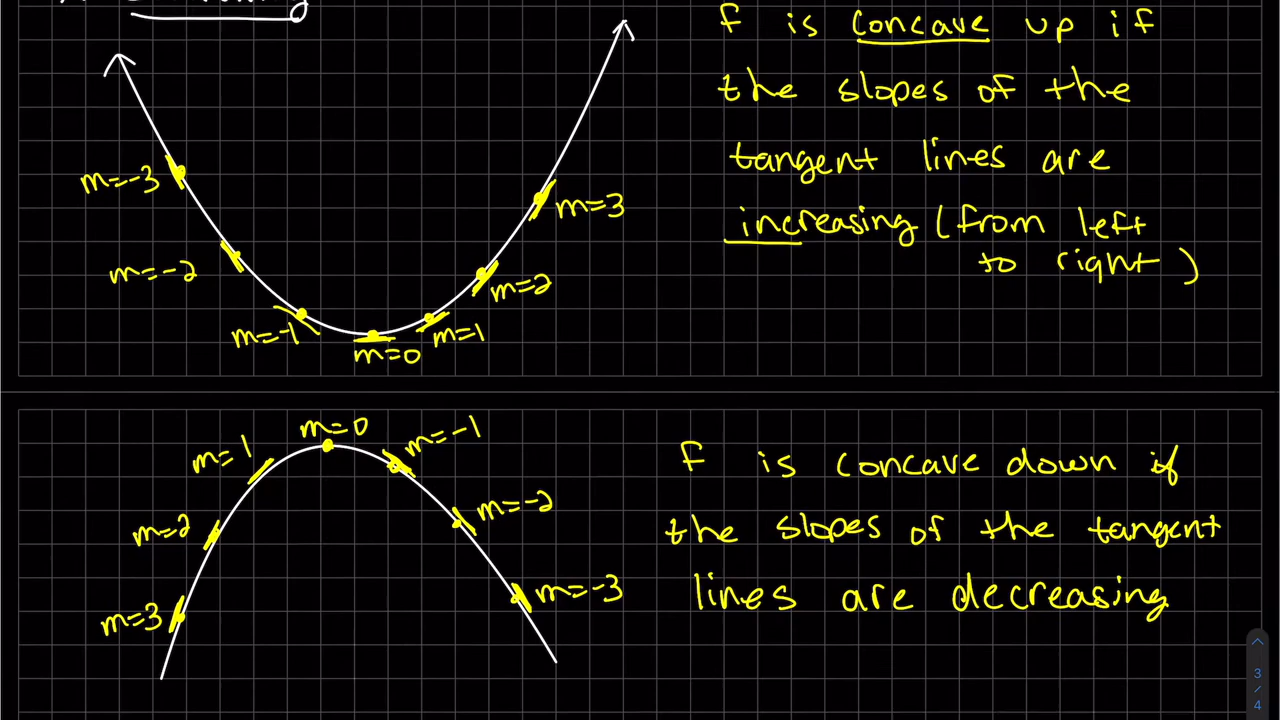 f is concave up if
the slopes of the
tangent lines are
increasing (from left
to right)
m=-3
m=-2
m=-1
m=0
m=1
m=2
m=3
f is concave down if
the slopes of the tangent
lines are decreasing
m=3
m=2
m=1
m=0
m=-1
m=-2
m=-3
3
/
4